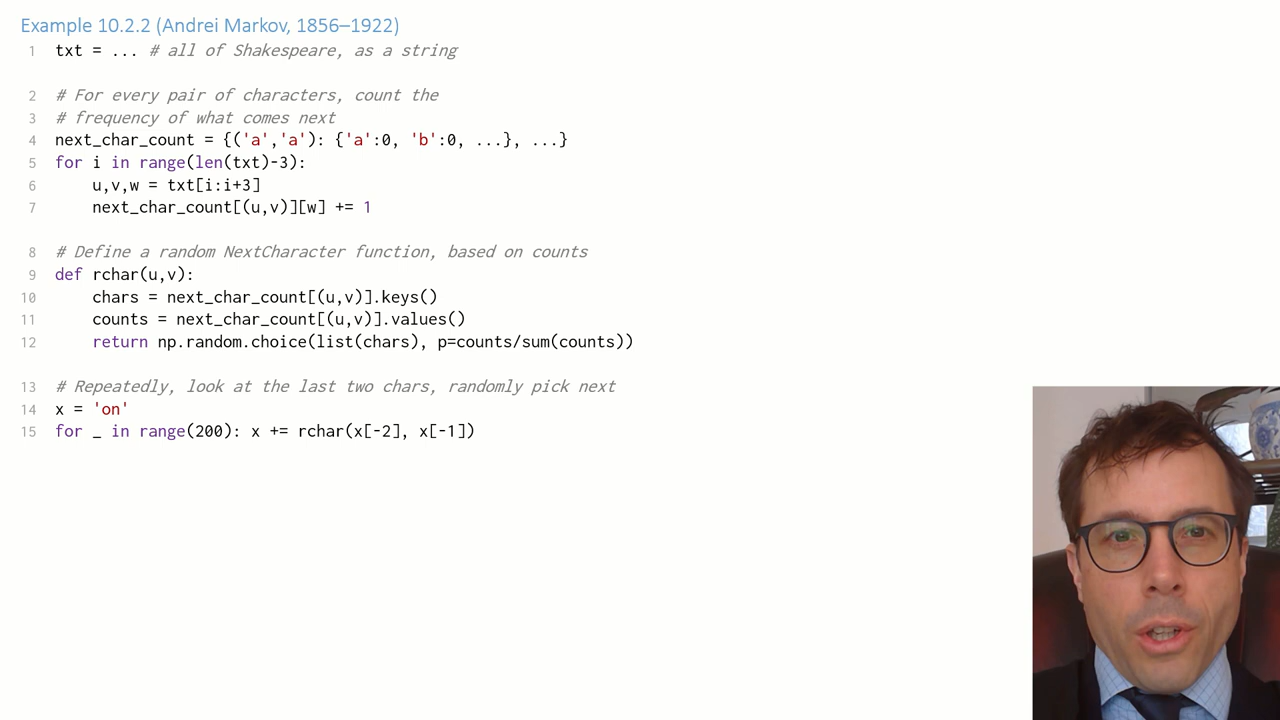 Example 10.2.2 (Andrei Markov, 1856–1922)
1 txt = ... # all of Shakespeare, as a string
2 # For every pair of characters, count the
3 # frequency of what comes next
4 next_char_count = {('a','a'): {'a':0, 'b':0, ...}, ...}
5 for i in range(len(txt)-3):
6     u,v,w = txt[i:i+3]
7     next_char_count[(u,v)][w] += 1
8 # Define a random NextCharacter function, based on counts
9 def rchar(u,v):
10     chars = next_char_count[(u,v)].keys()
11     counts = next_char_count[(u,v)].values()
12     return np.random.choice(list(chars), p=counts/sum(counts))
13 # Repeatedly, look at the last two chars, randomly pick next
14 x = 'on'
15 for _ in range(200): x += rchar(x[-2], x[-1])